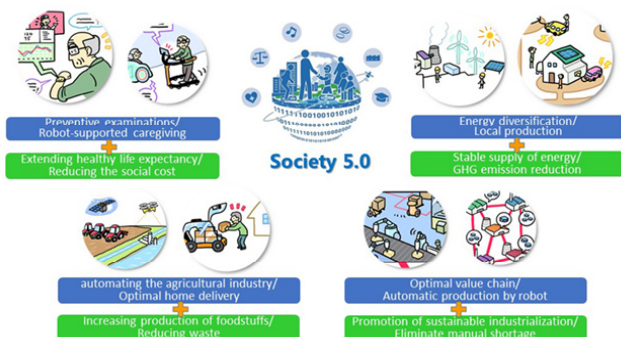 Preventive examinations/
Robot-supported caregiving
Extending healthy life expectancy/
Reducing the social cost
Society 5.0
Energy diversification/
Local production
Stable supply of energy/
GHG emission reduction
automating the agricultural industry/
Optimal home delivery
Increasing production of foodstuffs/
Reducing waste
Optimal value chain/
Automatic production by robot
Promotion of sustainable industrialization/
Eliminate manual shortage